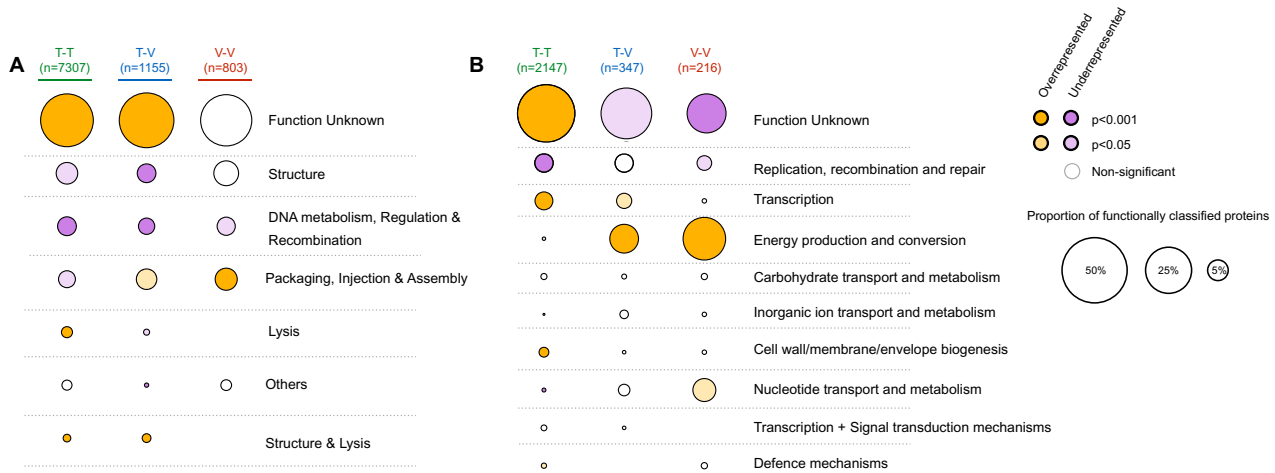 A
T-T
(n=7307)
T-V
(n=1155)
V-V
(n=803)
Function Unknown
Structure
DNA metabolism, Regulation &
Recombination
Packaging, Injection & Assembly
Lysis
Others
Structure & Lysis
B
T-T
(n=2147)
T-V
(n=347)
V-V
(n=216)
Function Unknown
Replication, recombination and repair
Transcription
Energy production and conversion
Carbohydrate transport and metabolism
Inorganic ion transport and metabolism
Cell wall/membrane/envelope biogenesis
Nucleotide transport and metabolism
Transcription + Signal transduction mechanisms
Defence mechanisms
Overrepresented
Underrepresented
p<0.001
p<0.05
Non-significant
Proportion of functionally classified proteins
50%
25%
5%